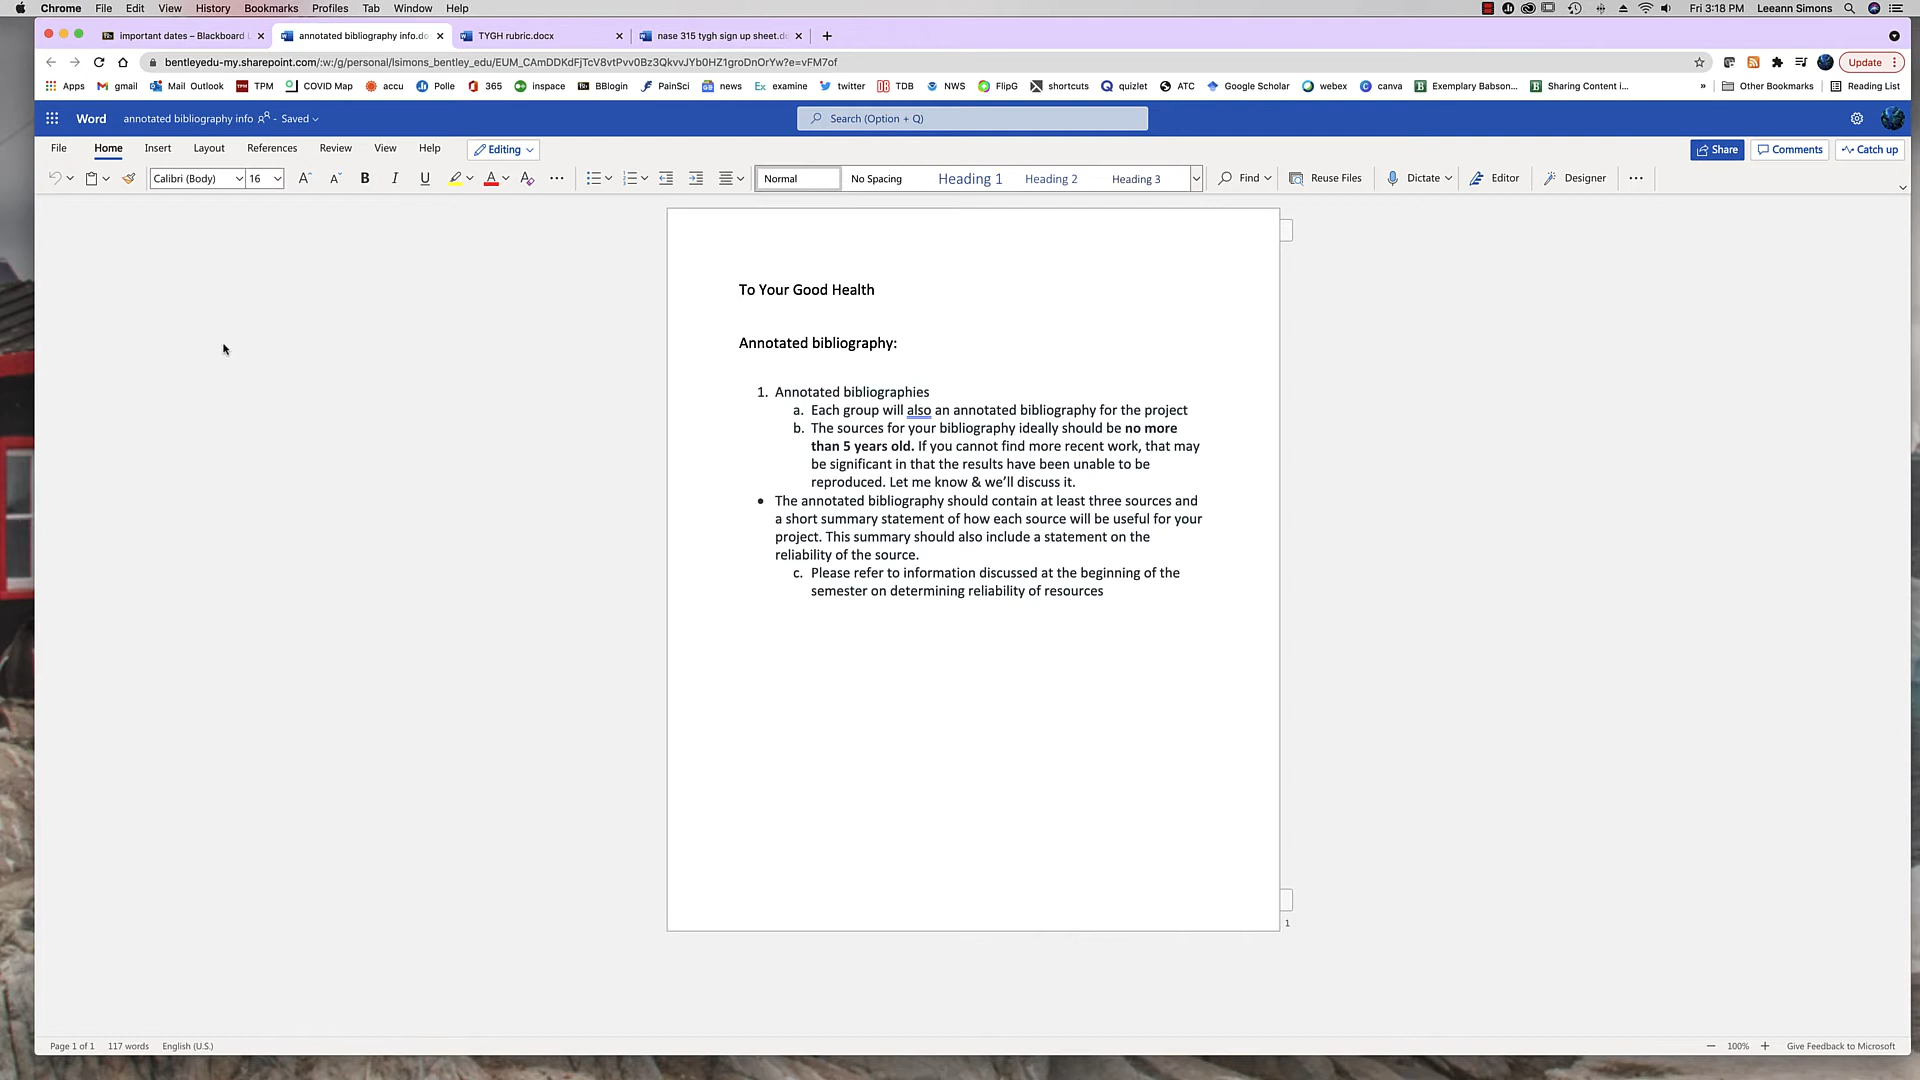 Chrome File Edit View History Bookmarks Profiles Tab Window Help Fri 3:18 PM Leeann Simons
important dates – Blackboard annotated bibliography info.do TYGH rubric.docx nase 315 tygh sign up sheet.d
bentleyedu-my.sharepoint.com/:w:/g/personal/lsimons_bentley_edu/EUM_CAmDDKdFjTcV8vtPvv0Bz3QkvvJYb0HZ1groDnOrYw?e=vFM7of Update
Apps gmail Mail Outlook TPM COVID Map accu Polle 365 inspace BBlogin PainSci news examine twitter TDB NWS FlipG shortcuts quizlet ATC Google Scholar webex canva Exemplary Babson... Sharing Content i... » Other Bookmarks Reading List
Word annotated bibliography info - Saved Search (Option + Q)
File Home Insert Layout References Review View Help Editing Share Comments Catch up
Calibri (Body) 16 A A B I U A A Normal No Spacing Heading 1 Heading 2 Heading 3 Find Reuse Files Dictate Editor Designer
To Your Good Health
Annotated bibliography:
1. Annotated bibliographies
a. Each group will also an annotated bibliography for the project
b. The sources for your bibliography ideally should be no more
than 5 years old. If you cannot find more recent work, that may
be significant in that the results have been unable to be
reproduced. Let me know & we'll discuss it.
• The annotated bibliography should contain at least three sources and
a short summary statement of how each source will be useful for your
project. This summary should also include a statement on the
reliability of the source.
c. Please refer to information discussed at the beginning of the
semester on determining reliability of resources
1
Page 1 of 1 117 words English (U.S.) 100% Give Feedback to Microsoft